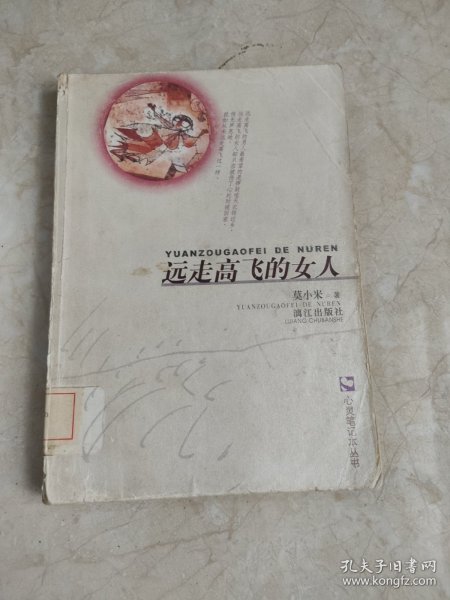 YUANZOUGAOFEI DE NUREN
远走高飞的女人
莫小米 著
YUANZOUGAOFEI DE NUREN
漓江出版社
LIJIANG CHUBANSHE
心灵笔记本丛书
孔夫子旧书网
www.kongfz.com